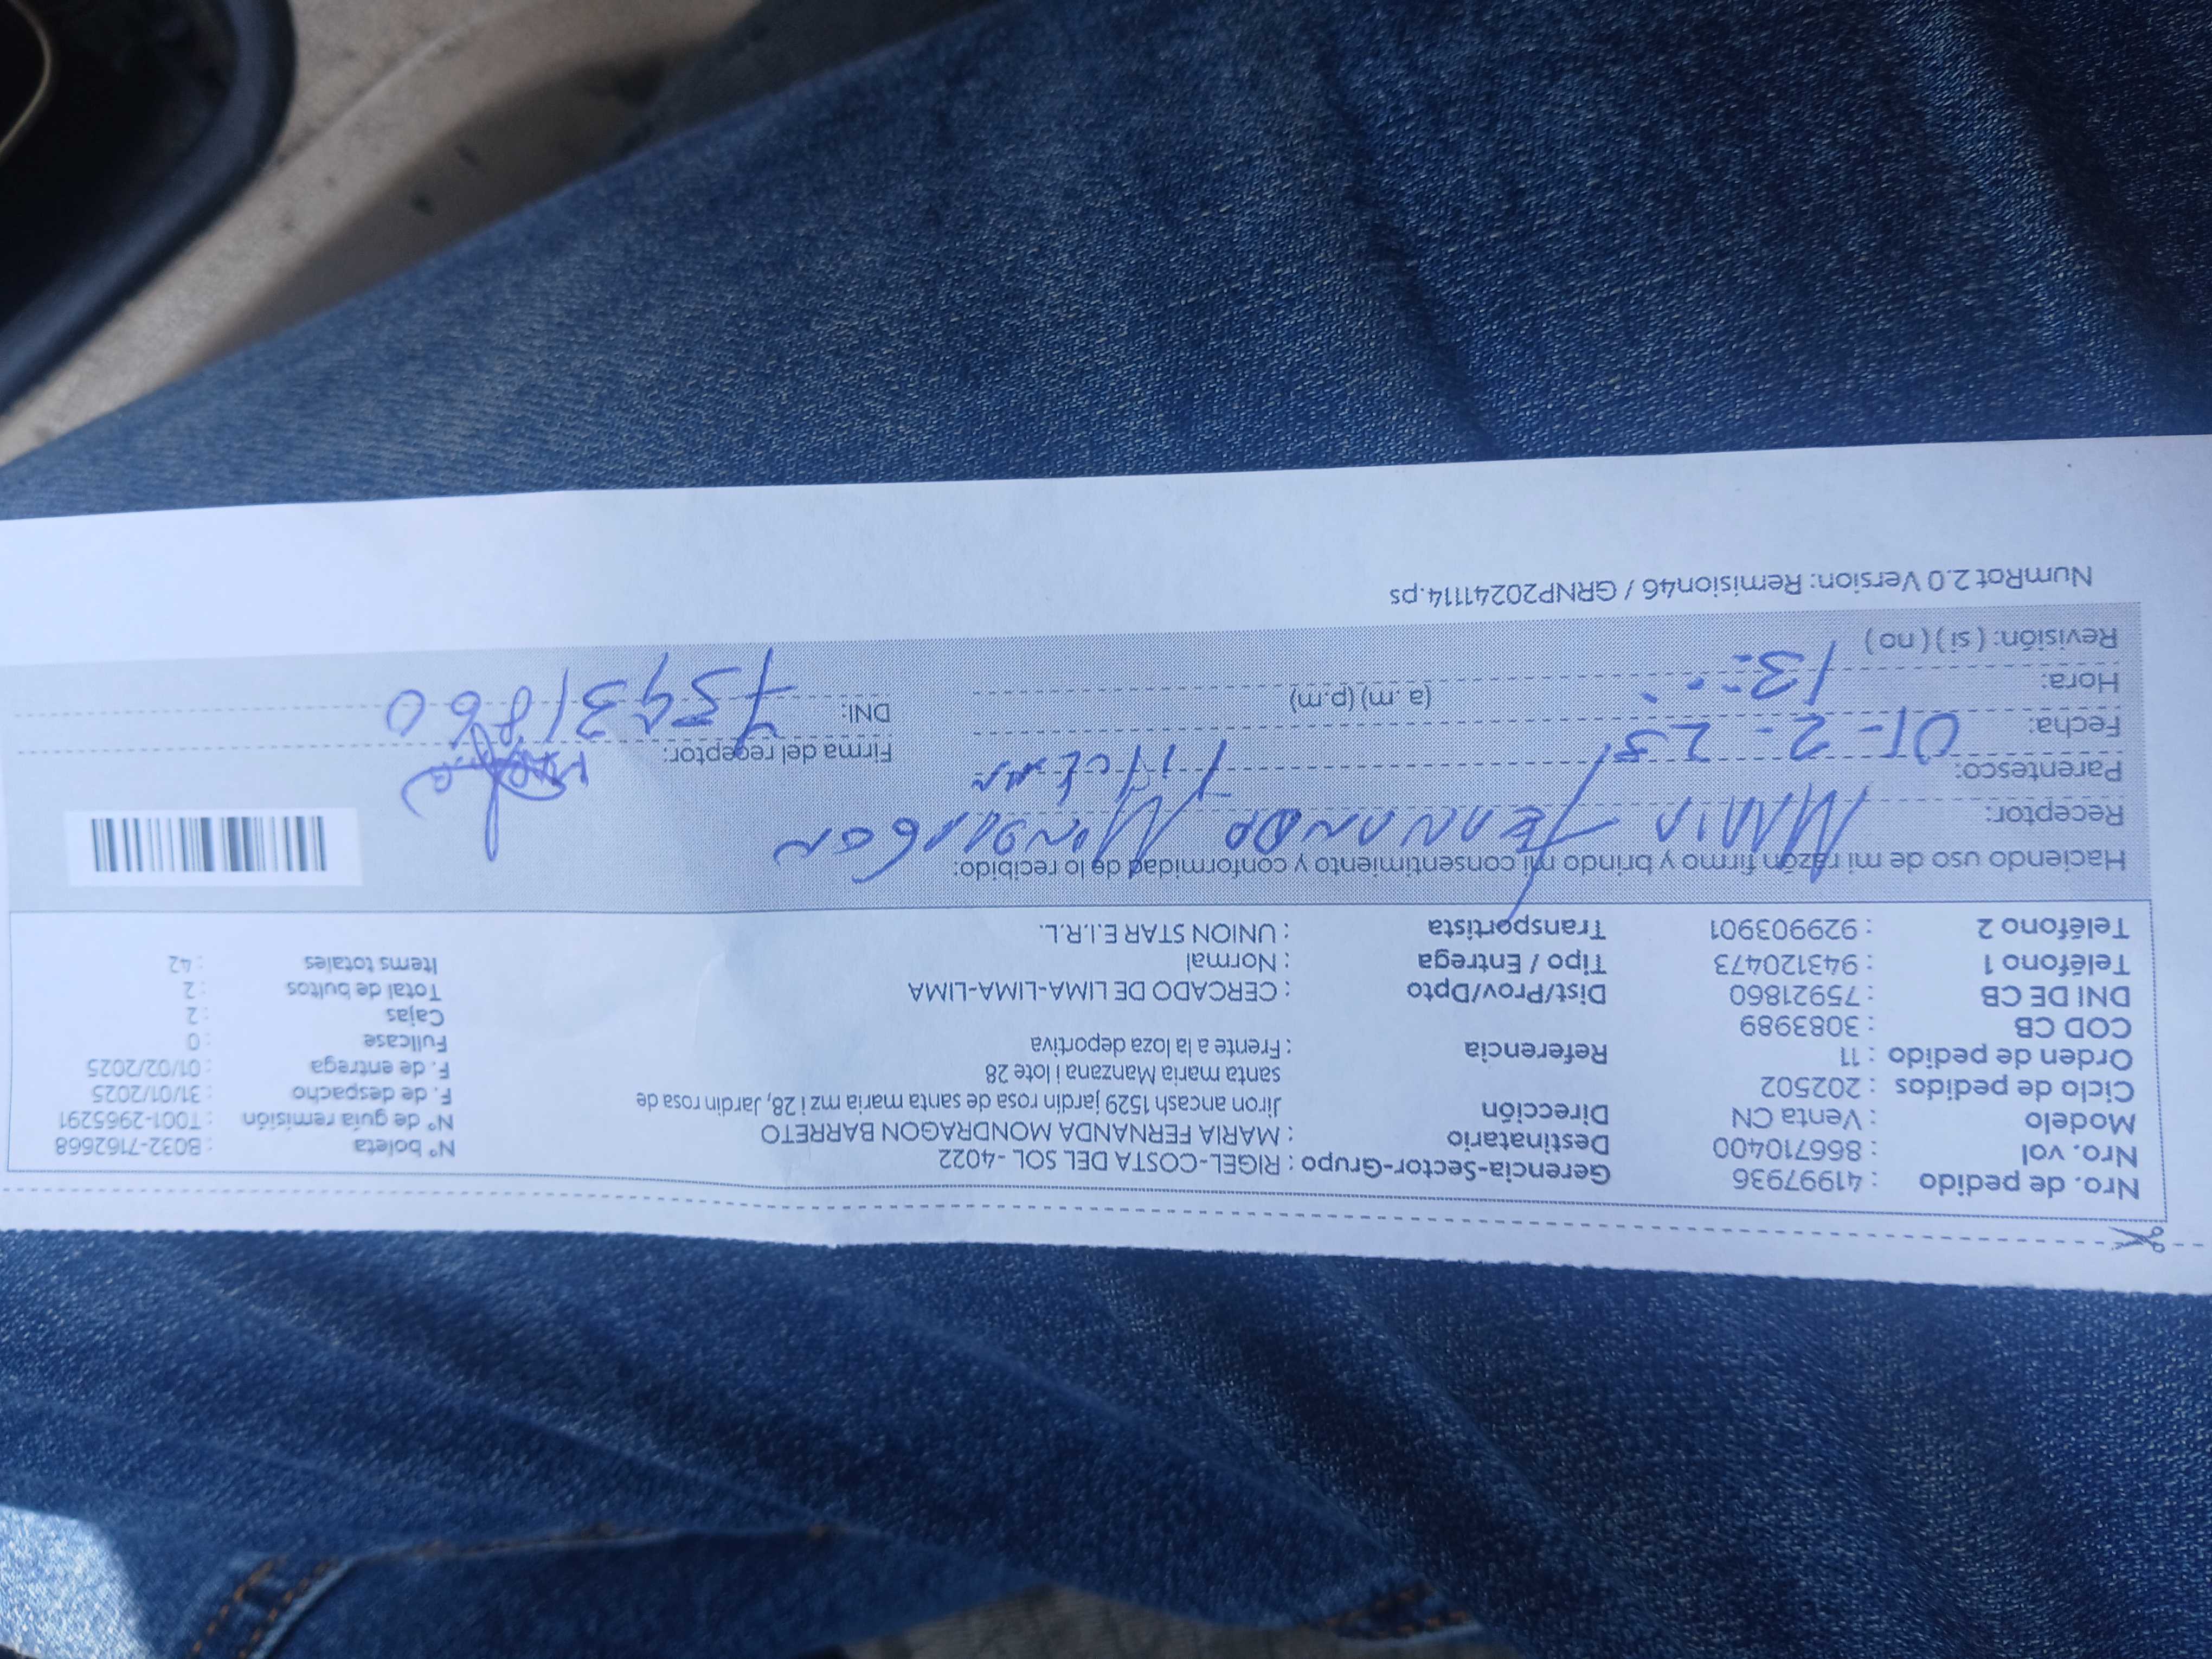 Nro. de pedido : 41997936 Gerencia-Sector-Grupo : RIGEL-COSTA DEL SOL -4022 N° boleta : B032-7162668
Nro. vol : 866710400 Destinatario : MARIA FERNANDA MONDRAGON BARRETO N° de guía remisión : T001-2965291
Modelo : Venta CN Dirección Jiron ancash 1529 jardin rosa de santa maria mz i 28, Jardin rosa de F. de despacho : 31/01/2025
Ciclo de pedidos : 202502 santa maria Manzana i lote 28 F. de entrega : 01/02/2025
Orden de pedido : 11 Referencia : Frente a la loza deportiva Fullcase : 0
COD CB : 3083989 Cajas : 2
DNI DE CB : 75921860 Dist/Prov/Dpto : CERCADO DE LIMA-LIMA-LIMA Total de bultos : 2
Teléfono 1 : 943120473 Tipo / Entrega : Normal Items totales : 42
Teléfono 2 : 929903901 Transportista : UNION STAR E.I.R.L.
Haciendo uso de mi razón firmo y brindo mi consentimiento y conformidad de lo recibido:
Receptor: MARIA FERNANDA MONDRAGON
Parentesco: Firma del receptor:
Fecha: 01-2-25
Hora: 13: (a.m) (p.m) DNI:
Revisión: ( si ) ( no )
NumRot 2.0 Version: Remision46 / GRNP20241114.ps